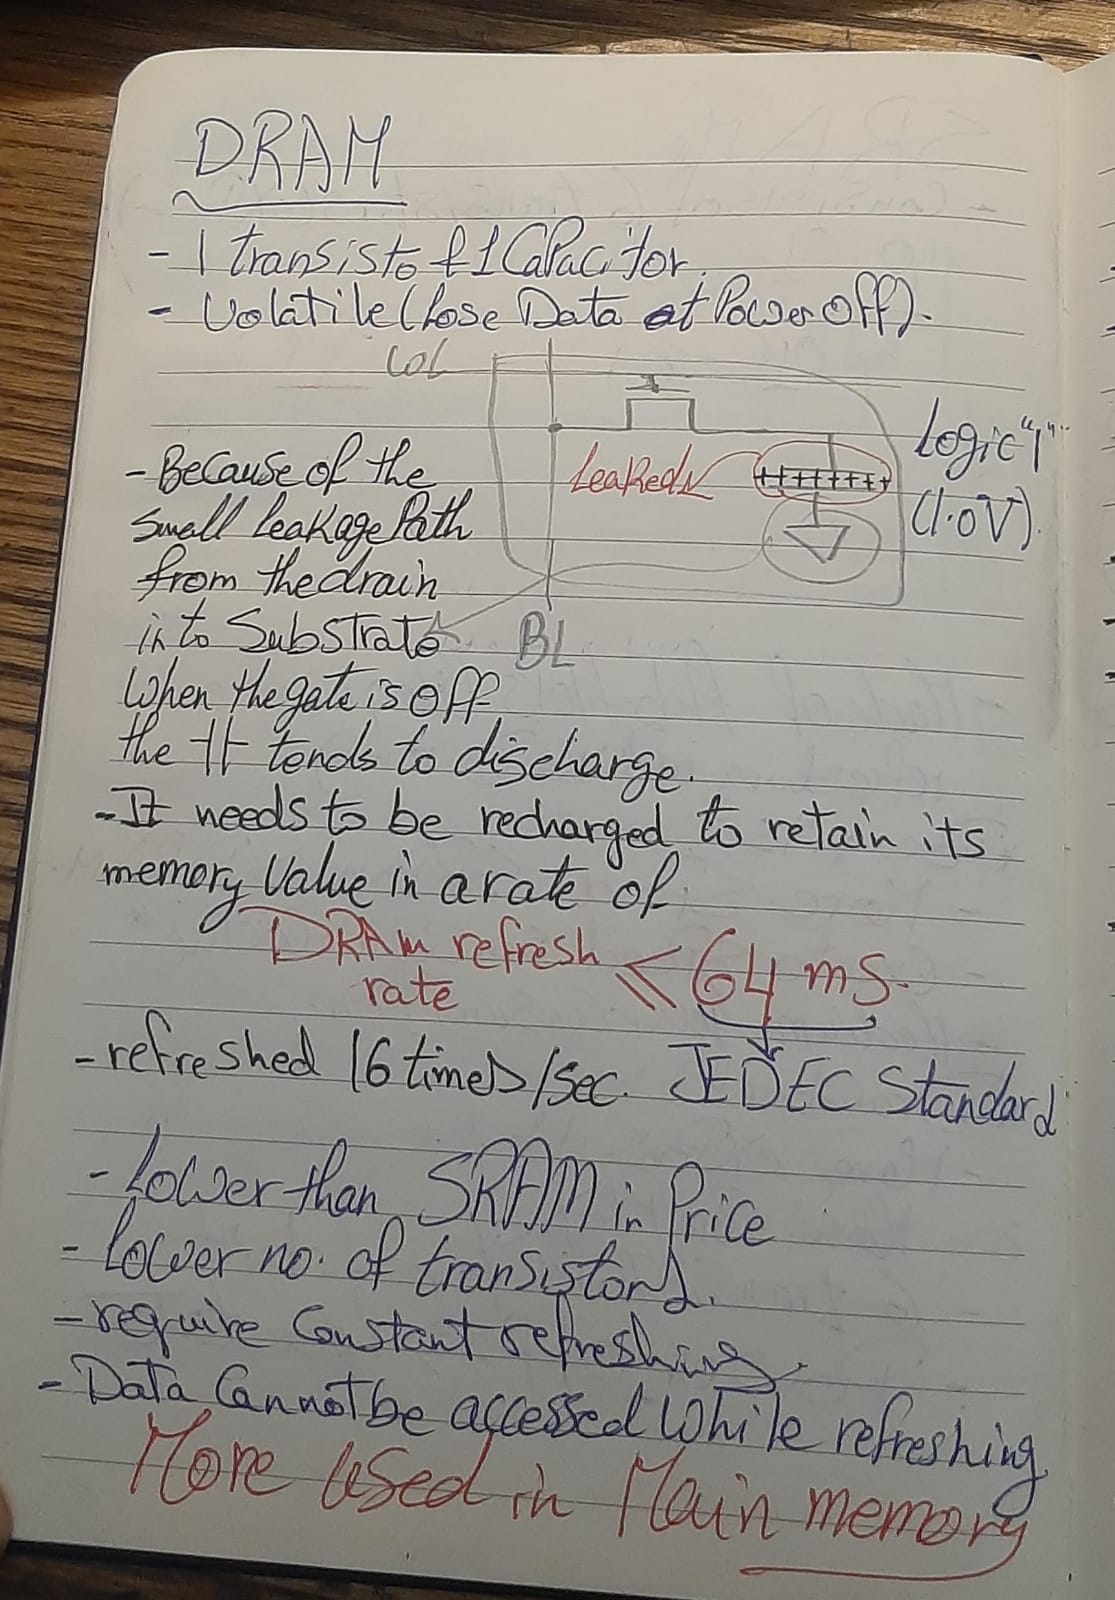 DRAM
- 1 transisto & 1 Capacitor.
- Volatile (Lose Data at Power Off).
WL
Logic "1"
(1.0V).
Leaked
+++++++
- Because of the
Small Leakage Path
from the drain
into Substrate
BL
When the gate is Off
the ⊣⊢ tends to discharge.
- It needs to be recharged to retain its
memory Value in a rate of
DRAM refresh
rate ≤ 64 ms.
- refreshed 16 times/sec. JEDEC Standard
- Lower than SRAM in Price
- Lower no. of transistors.
- require Constant refreshing.
- Data Cannot be accessed While refreshing
More Used in Main memory